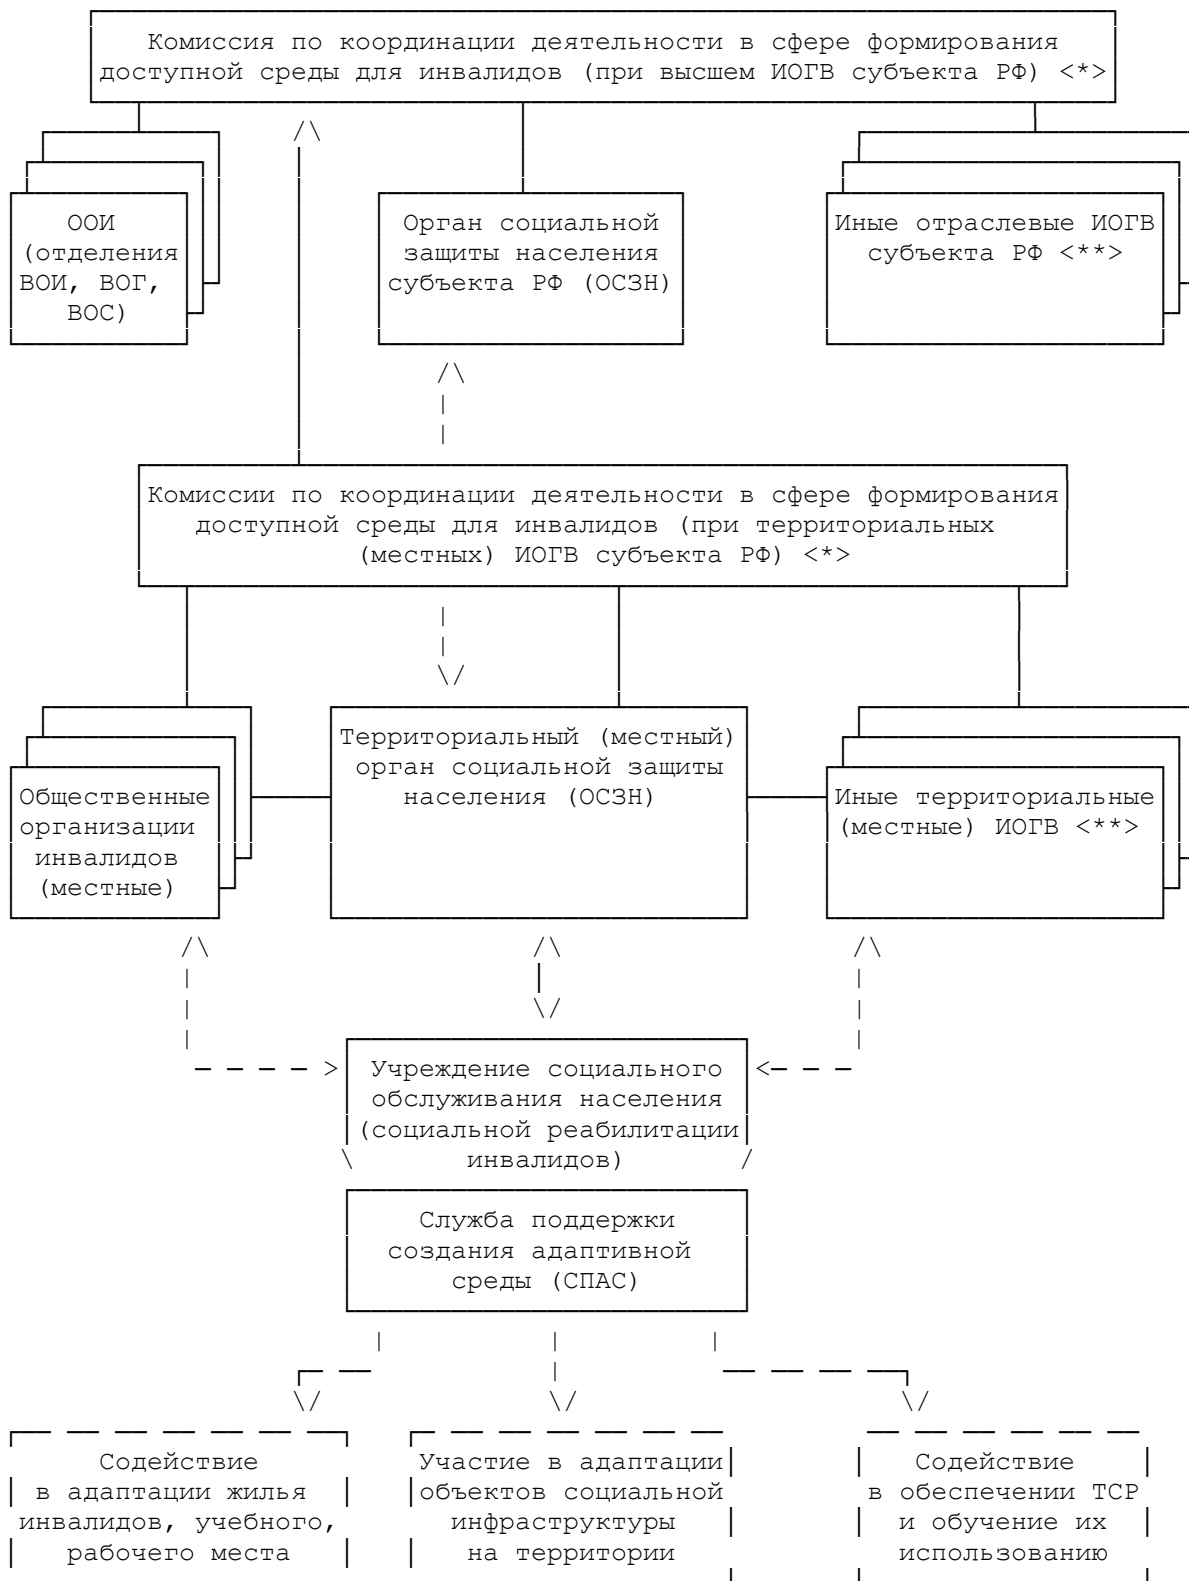 Комиссия по координации деятельности в сфере формирования
доступной среды для инвалидов (при высшем ИОГВ субъекта РФ) <*>
ООИ
(отделения
ВОИ, ВОГ,
ВОС)
Орган социальной
защиты населения
субъекта РФ (ОСЗН)
Иные отраслевые ИОГВ
субъекта РФ <**>
Комиссии по координации деятельности в сфере формирования
доступной среды для инвалидов (при территориальных
(местных) ИОГВ субъекта РФ) <*>
Общественные
организации
инвалидов
(местные)
Территориальный (местный)
орган социальной защиты
населения (ОСЗН)
Иные территориальные
(местные) ИОГВ <**>
Учреждение социального
обслуживания населения
(социальной реабилитации
инвалидов)
Служба поддержки
создания адаптивной
среды (СПАС)
Содействие
в адаптации жилья
инвалидов, учебного,
рабочего места
Участие в адаптации
объектов социальной
инфраструктуры
на территории
Содействие
в обеспечении ТСР
и обучение их
использованию